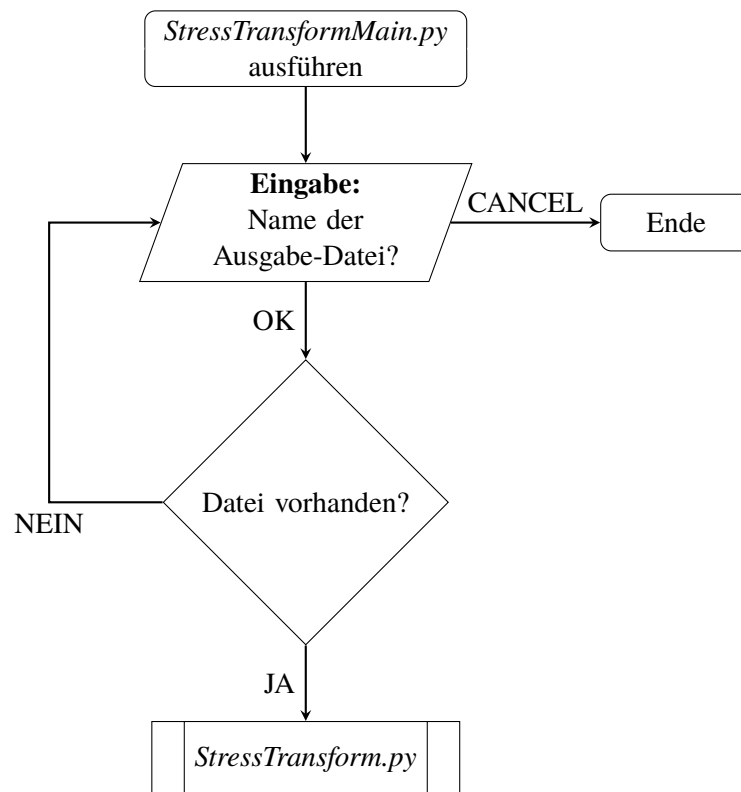 StressTransformMain.py
ausführen
Eingabe:
Name der
Ausgabe-Datei?
CANCEL
Ende
OK
Datei vorhanden?
NEIN
JA
StressTransform.py